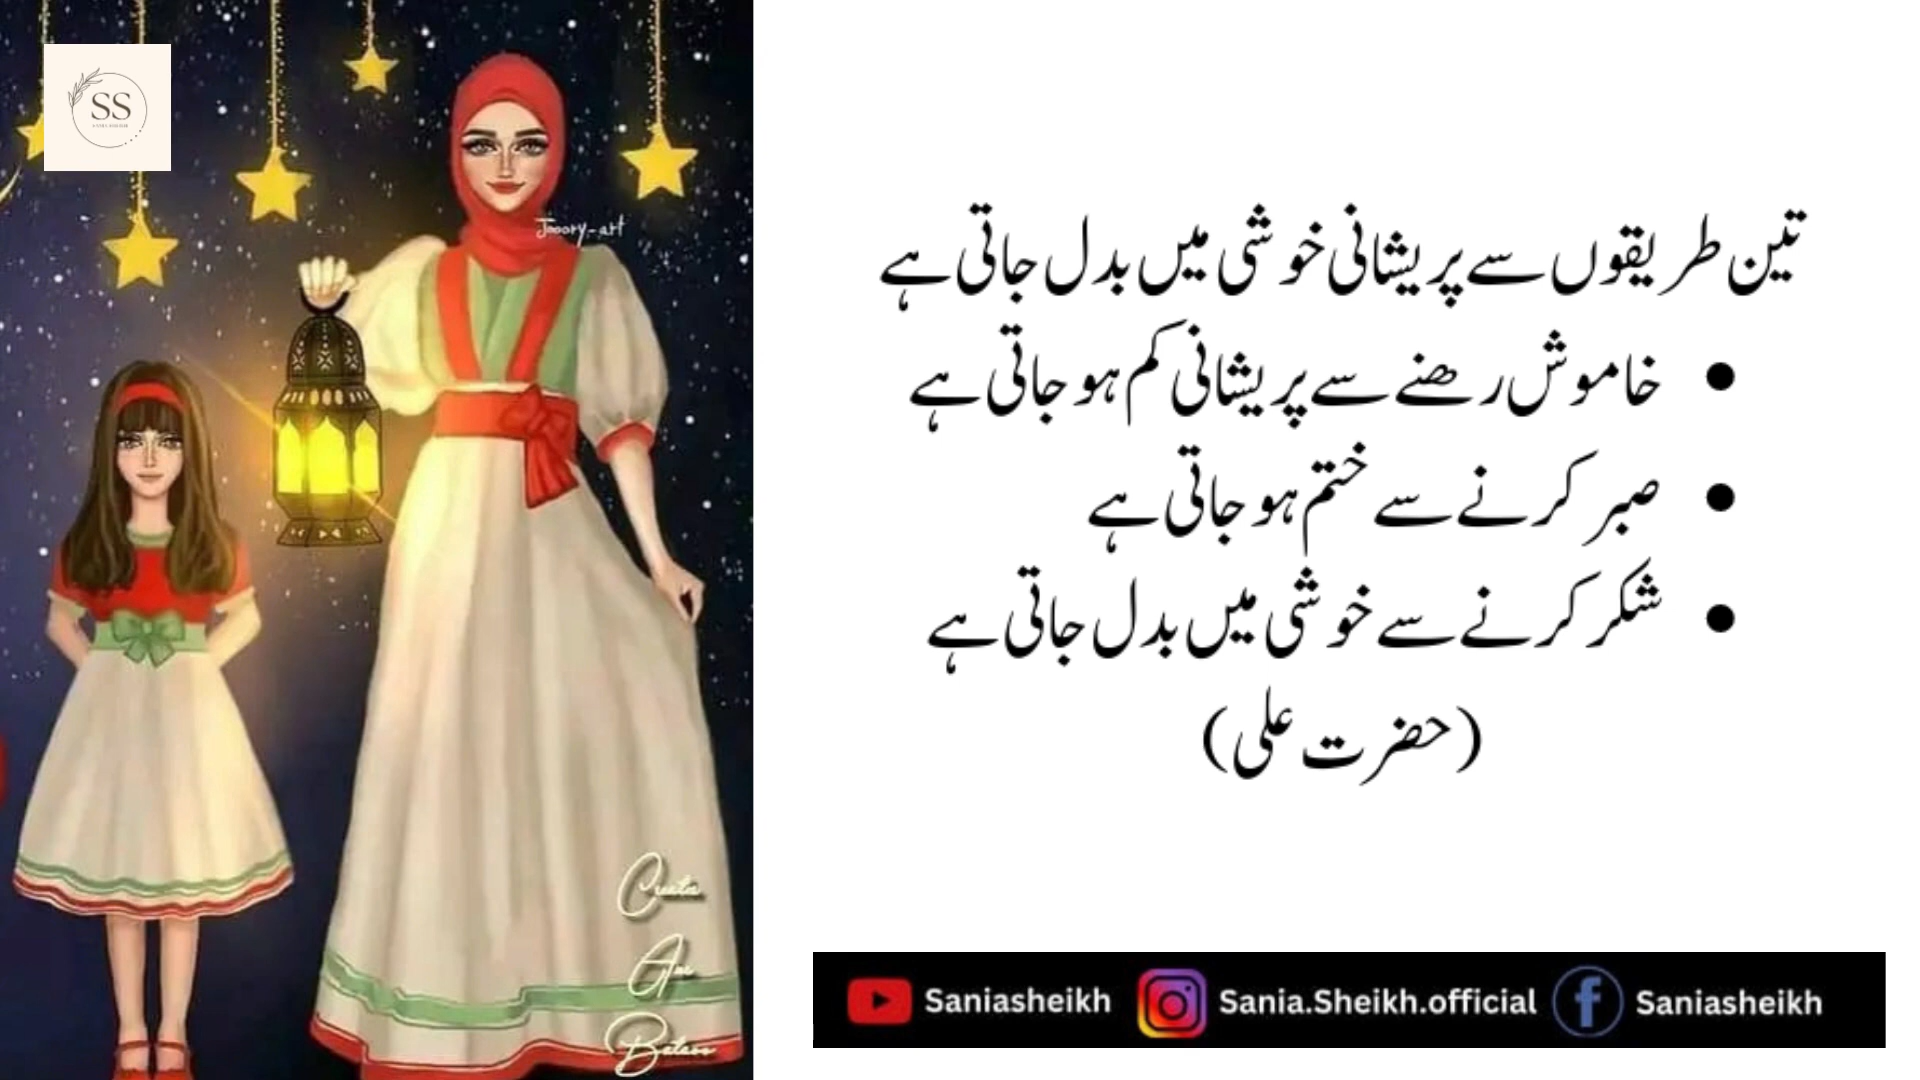 SS
Jmoory-art
تین طریقوں سے پریشانی خوشی میں بدل جاتی ہے
• خاموش رھنے سے پریشانی کم ہو جاتی ہے
• صبر کرنے سے ختم ہو جاتی ہے
• شکر کرنے سے خوشی میں بدل جاتی ہے
(حضرت علی)
Saniasheikh
Sania.Sheikh.official
Saniasheikh